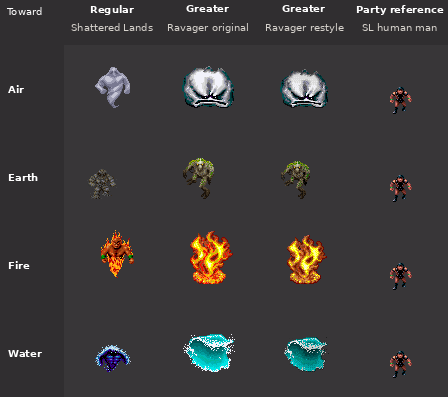 Toward Regular Greater Greater Party reference
Shattered Lands Ravager original Ravager restyle SL human man
Air
Earth
Fire
Water